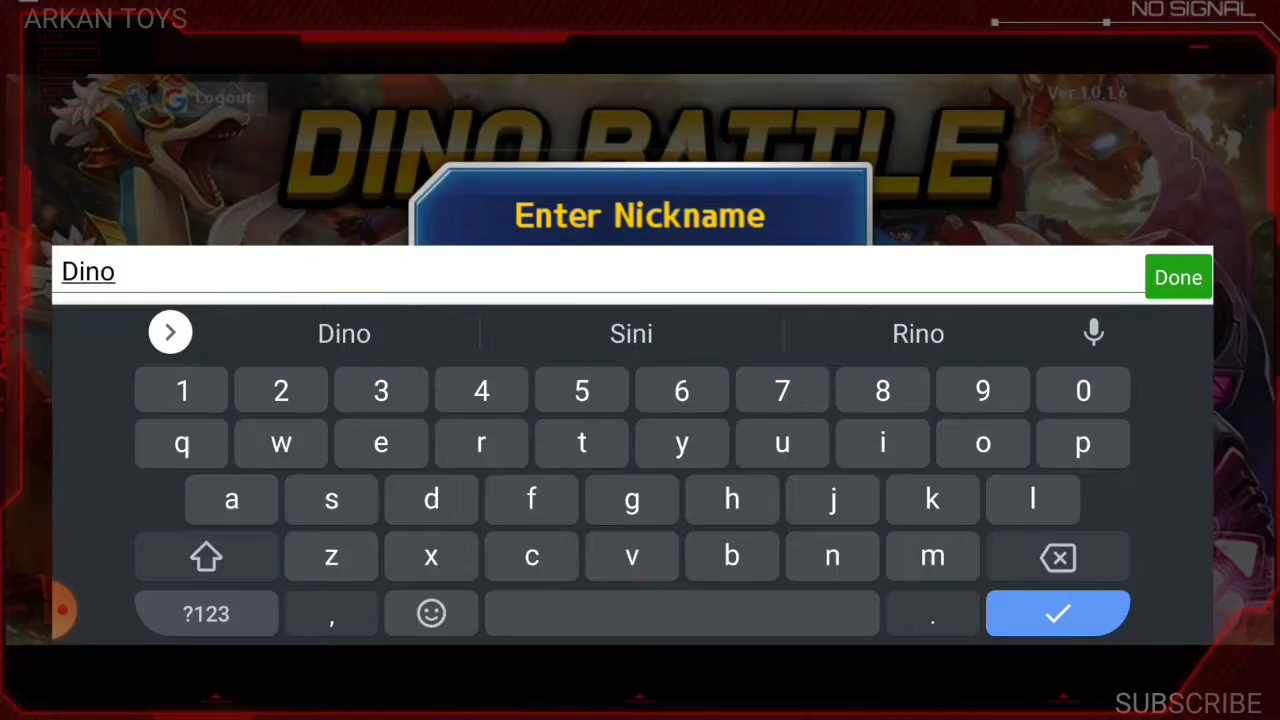 ARKAN TOYS
NO SIGNAL
Logout
Ver.1.0.1.6
DINO BATTLE
Enter Nickname
Dino
Done
Dino Sini Rino
1 2 3 4 5 6 7 8 9 0
q w e r t y u i o p
a s d f g h j k l
z x c v b n m
?123 , .
SUBSCRIBE